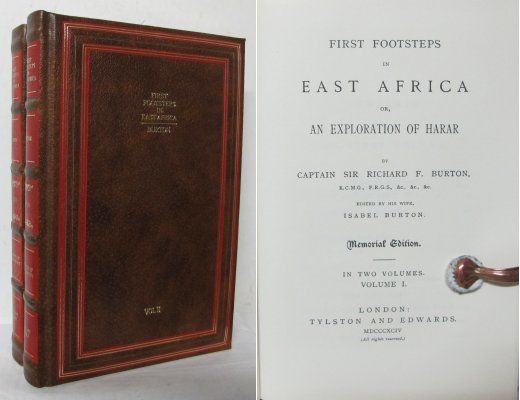 FIRST
FOOTSTEPS
IN
EAST AFRICA
BURTON
VOL II
FIRST FOOTSTEPS
IN
EAST AFRICA
OR,
AN EXPLORATION OF HARAR
BY
CAPTAIN SIR RICHARD F. BURTON,
K.C.M.G., F.R.G.S., &c., &c., &c.
EDITED BY HIS WIFE,
ISABEL BURTON.
Memorial Edition.
IN TWO VOLUMES.
VOLUME I.
LONDON:
TYLSTON AND EDWARDS.
MDCCCXCIV
(All rights reserved.)